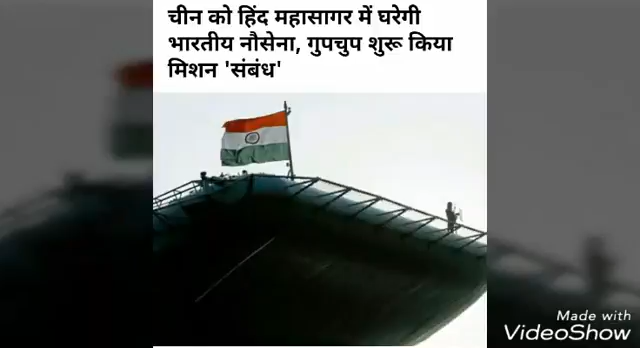 चीन को हिंद महासागर में घरेगी
भारतीय नौसेना, गुपचुप शुरू किया
मिशन 'संबंध'
Made with
VideoShow